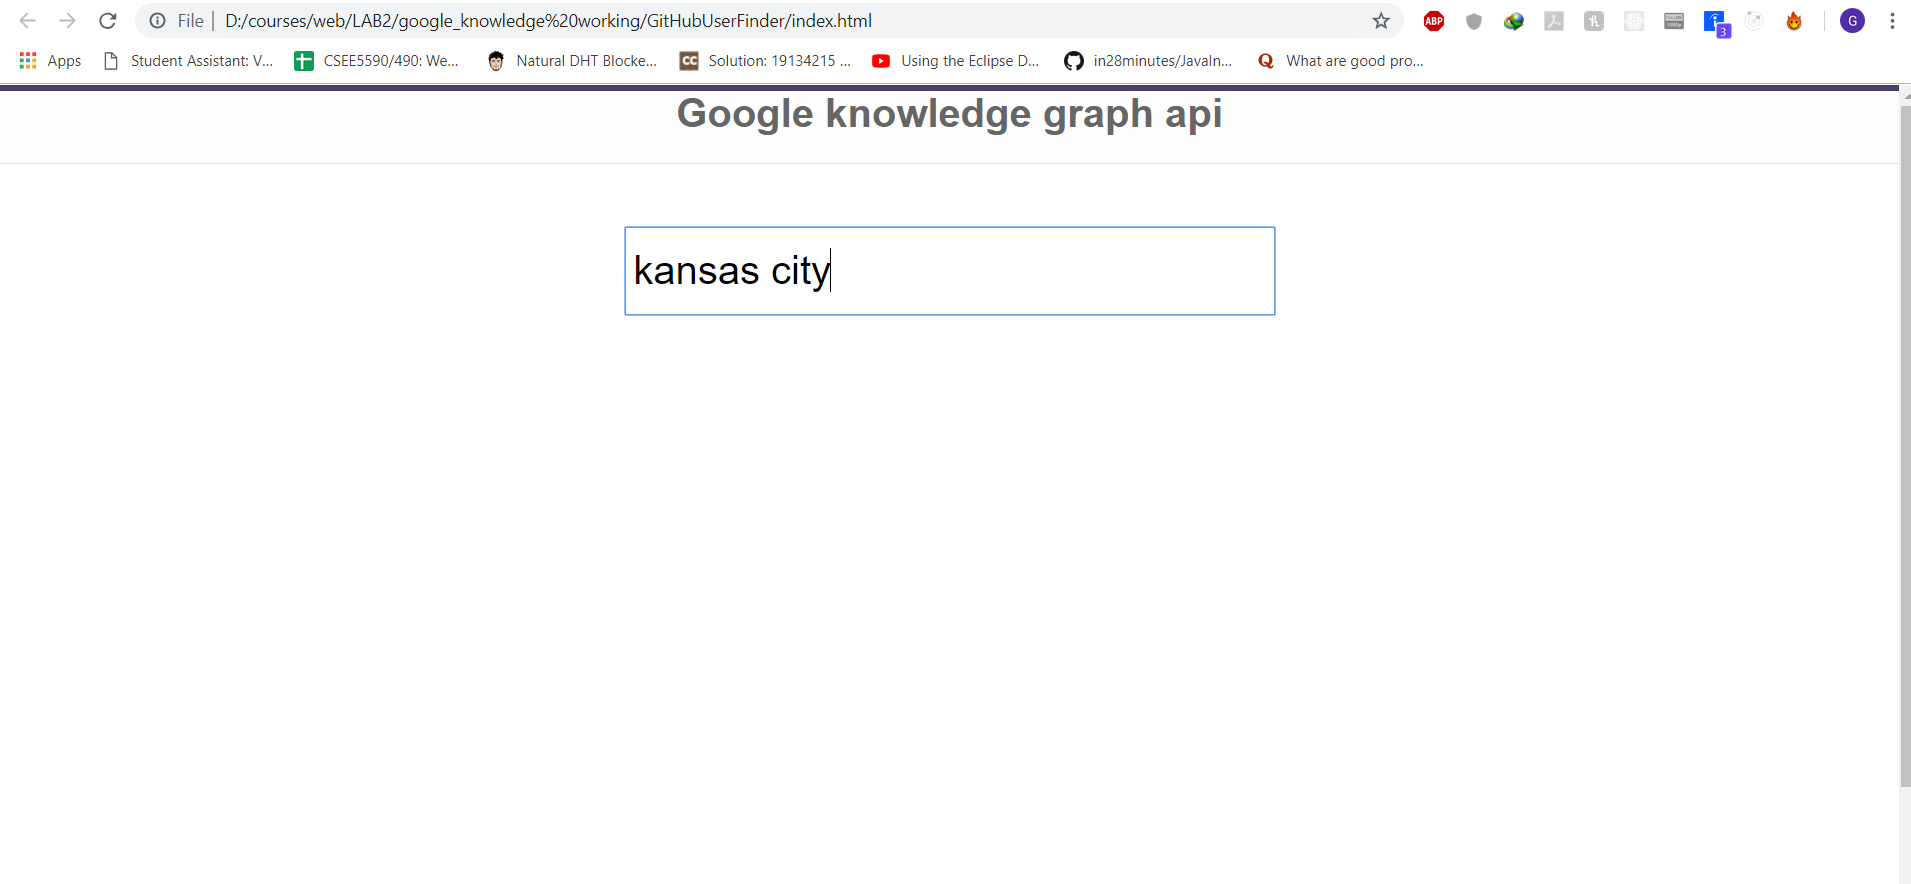 File | D:/courses/web/LAB2/google_knowledge%20working/GitHubUserFinder/index.html ABP 3 G
Apps Student Assistant: V... CSEE5590/490: We... Natural DHT Blocke... CC Solution: 19134215 ... Using the Eclipse D... in28minutes/JavaIn... Q What are good pro...
Google knowledge graph api
kansas city